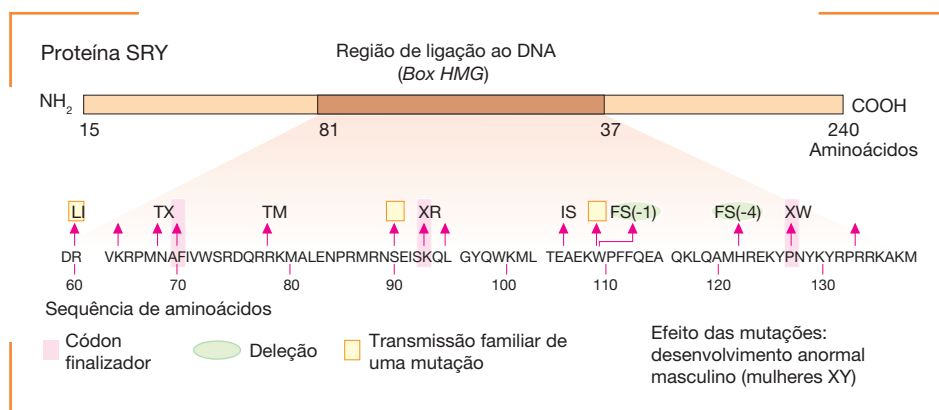 Proteína SRY
Região de ligação ao DNA
(Box HMG)
NH2
COOH
15 81 37 240
Aminoácidos
LI TX TM XR IS FS(-1) FS(-4) XW
DR VKRPMNAFIVWSRDQRRKMALENPRMRNSEISKQL GYQWKML TEAEKWPFFQEA QKLQAMHREKYPNYKYRPRRKAKM
60 70 80 90 100 110 120 130
Sequência de aminoácidos
Códon
finalizador
Deleção
Transmissão familiar de
uma mutação
Efeito das mutações:
desenvolvimento anormal
masculino (mulheres XY)